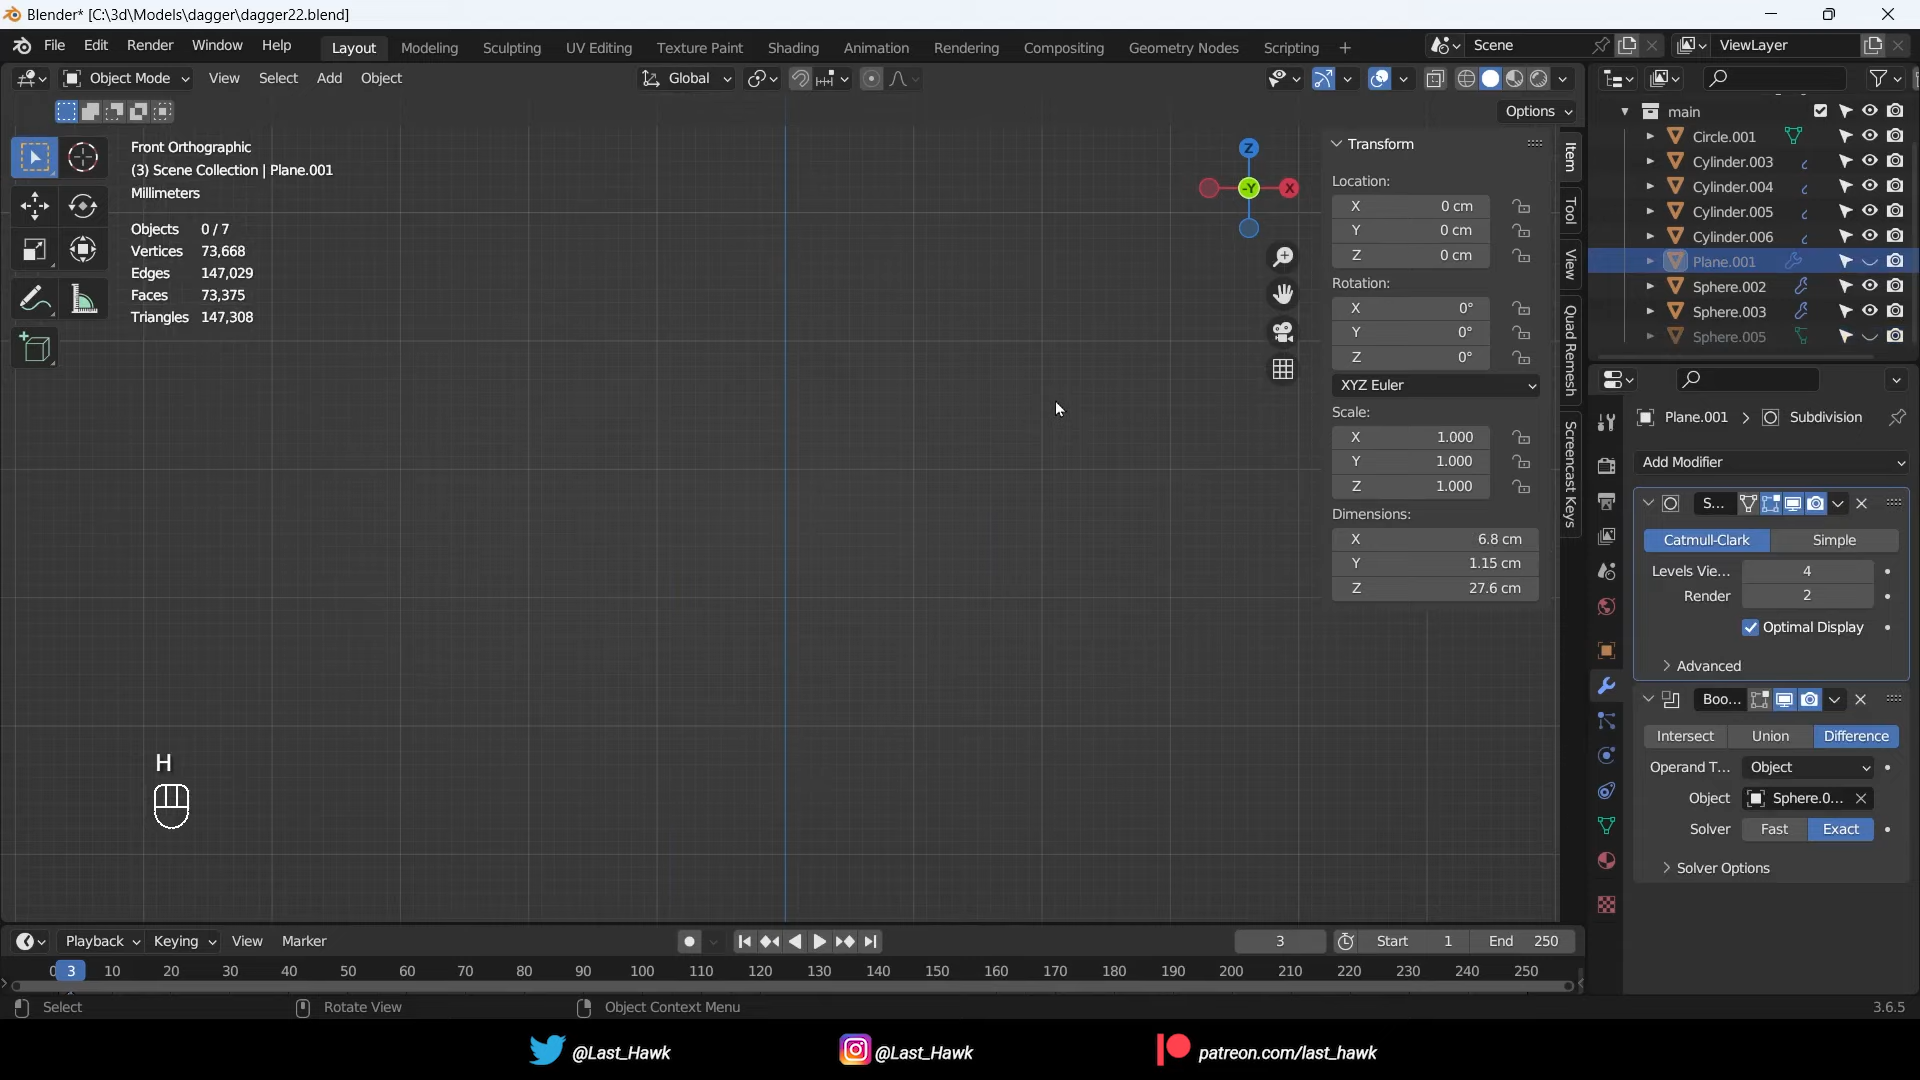 Blender* [C:\3d\Models\dagger\dagger22.blend]
File Edit Render Window Help Layout Modeling Sculpting UV Editing Texture Paint Shading Animation Rendering Compositing Geometry Nodes Scripting + Scene ViewLayer
Object Mode View Select Add Object Global
Options
Front Orthographic
(3) Scene Collection | Plane.001
Millimeters
Objects 0/7
Vertices 73,668
Edges 147,029
Faces 73,375
Triangles 147,308
Z
-Y
X
Transform
Location:
X 0 cm
Y 0 cm
Z 0 cm
Rotation:
X 0°
Y 0°
Z 0°
XYZ Euler
Scale:
X 1.000
Y 1.000
Z 1.000
Dimensions:
X 6.8 cm
Y 1.15 cm
Z 27.6 cm
Item
Tool
View
Quad Remesh
Screencast Keys
main
Circle.001
Cylinder.003
Cylinder.004
Cylinder.005
Cylinder.006
Plane.001
Sphere.002
Sphere.003
Sphere.005
Plane.001 > Subdivision
Add Modifier
S...
Catmull-Clark Simple
Levels Vie... 4
Render 2
Optimal Display
Advanced
Boo...
Intersect Union Difference
Operand T... Object
Object Sphere.0...
Solver Fast Exact
Solver Options
H
Playback Keying View Marker 3 Start 1 End 250
0 3 10 20 30 40 50 60 70 80 90 100 110 120 130 140 150 160 170 180 190 200 210 220 230 240 250
Select Rotate View Object Context Menu 3.6.5
@Last_Hawk @Last_Hawk patreon.com/last_hawk